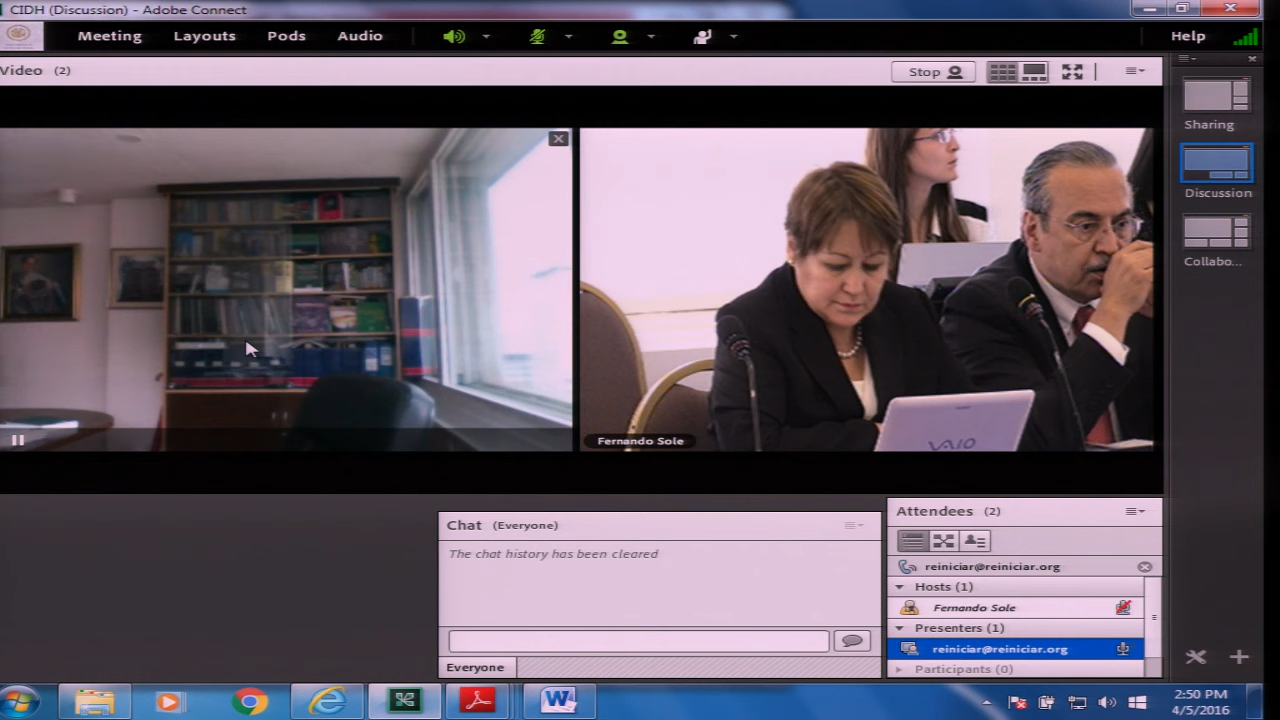 CIDH (Discussion) - Adobe Connect
Meeting Layouts Pods Audio Help
Video (2)
Stop
Sharing
Discussion
Collabo...
Fernando Sole
VAIO
Chat (Everyone)
The chat history has been cleared
Everyone
Attendees (2)
reiniciar@reiniciar.org
Hosts (1)
Fernando Sole
Presenters (1)
reiniciar@reiniciar.org
Participants (0)
2:50 PM
4/5/2016